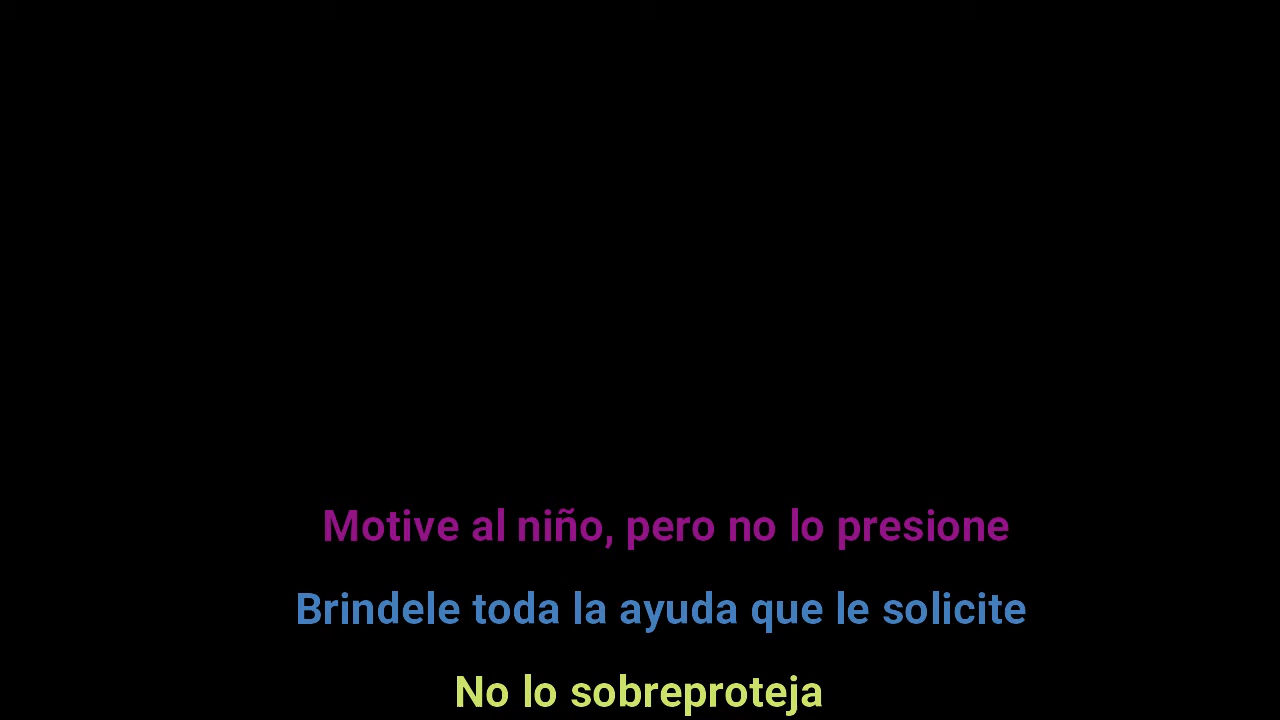 Motive al niño, pero no lo presione
Brindele toda la ayuda que le solicite
No lo sobreproteja